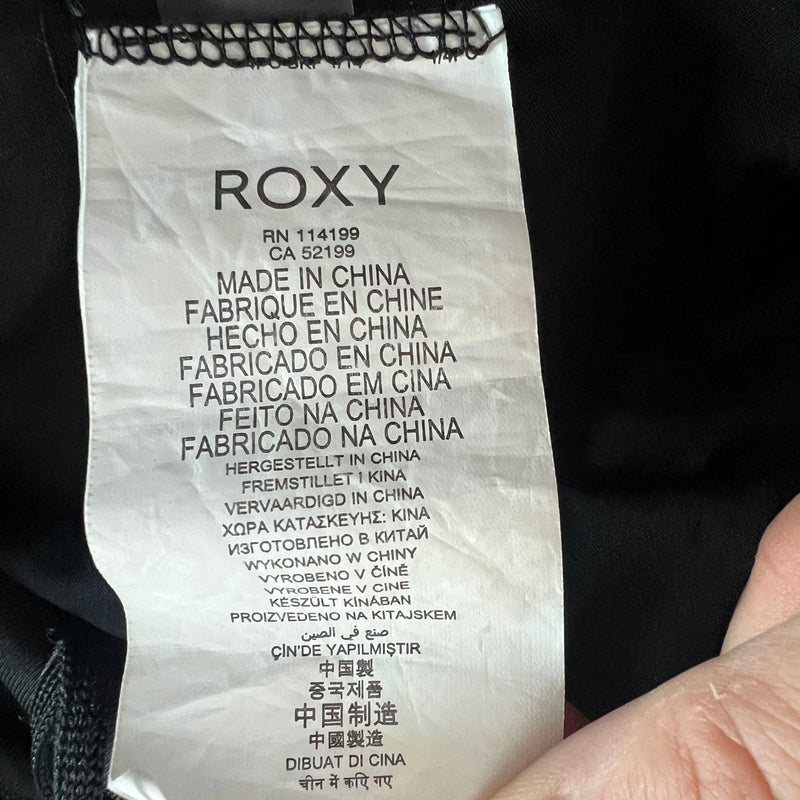 ROXY
RN 114199
CA 52199
MADE IN CHINA
FABRIQUE EN CHINE
HECHO EN CHINA
FABRICADO EN CHINA
FABRICADO EM CINA
FEITO NA CHINA
FABRICADO NA CHINA
HERGESTELLT IN CHINA
FREMSTILLET I KINA
VERVAARDIGD IN CHINA
ΧΩΡΑ ΚΑΤΑΣΚΕΥΗΣ: ΚΙΝΑ
ИЗГОТОВЛЕНО В КИТАЙ
WYKONANO W CHINY
VYROBENO V ČÍNĚ
VYROBENE V CINE
KÉSZÜLT KÍNÁBAN
PROIZVEDENO NA KITAJSKEM
صنع في الصين
ÇİN'DE YAPILMIŞTIR
中国製
중국제품
中国制造
中國製造
DIBUAT DI CINA
चीन में कएि गए